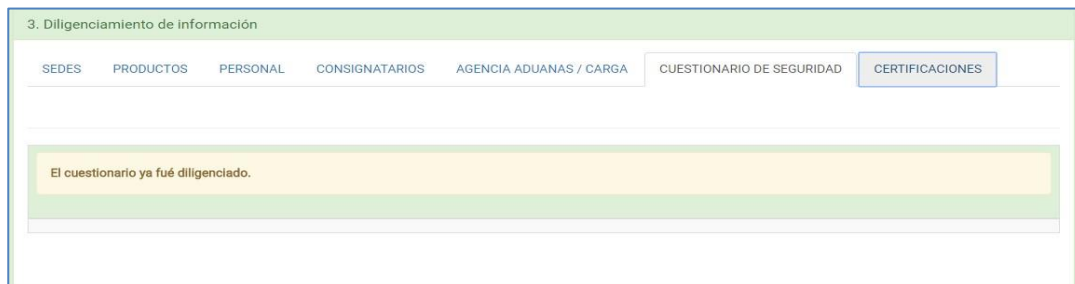 3. Diligenciamiento de información
SEDES PRODUCTOS PERSONAL CONSIGNATARIOS AGENCIA ADUANAS / CARGA CUESTIONARIO DE SEGURIDAD CERTIFICACIONES
El cuestionario ya fué diligenciado.